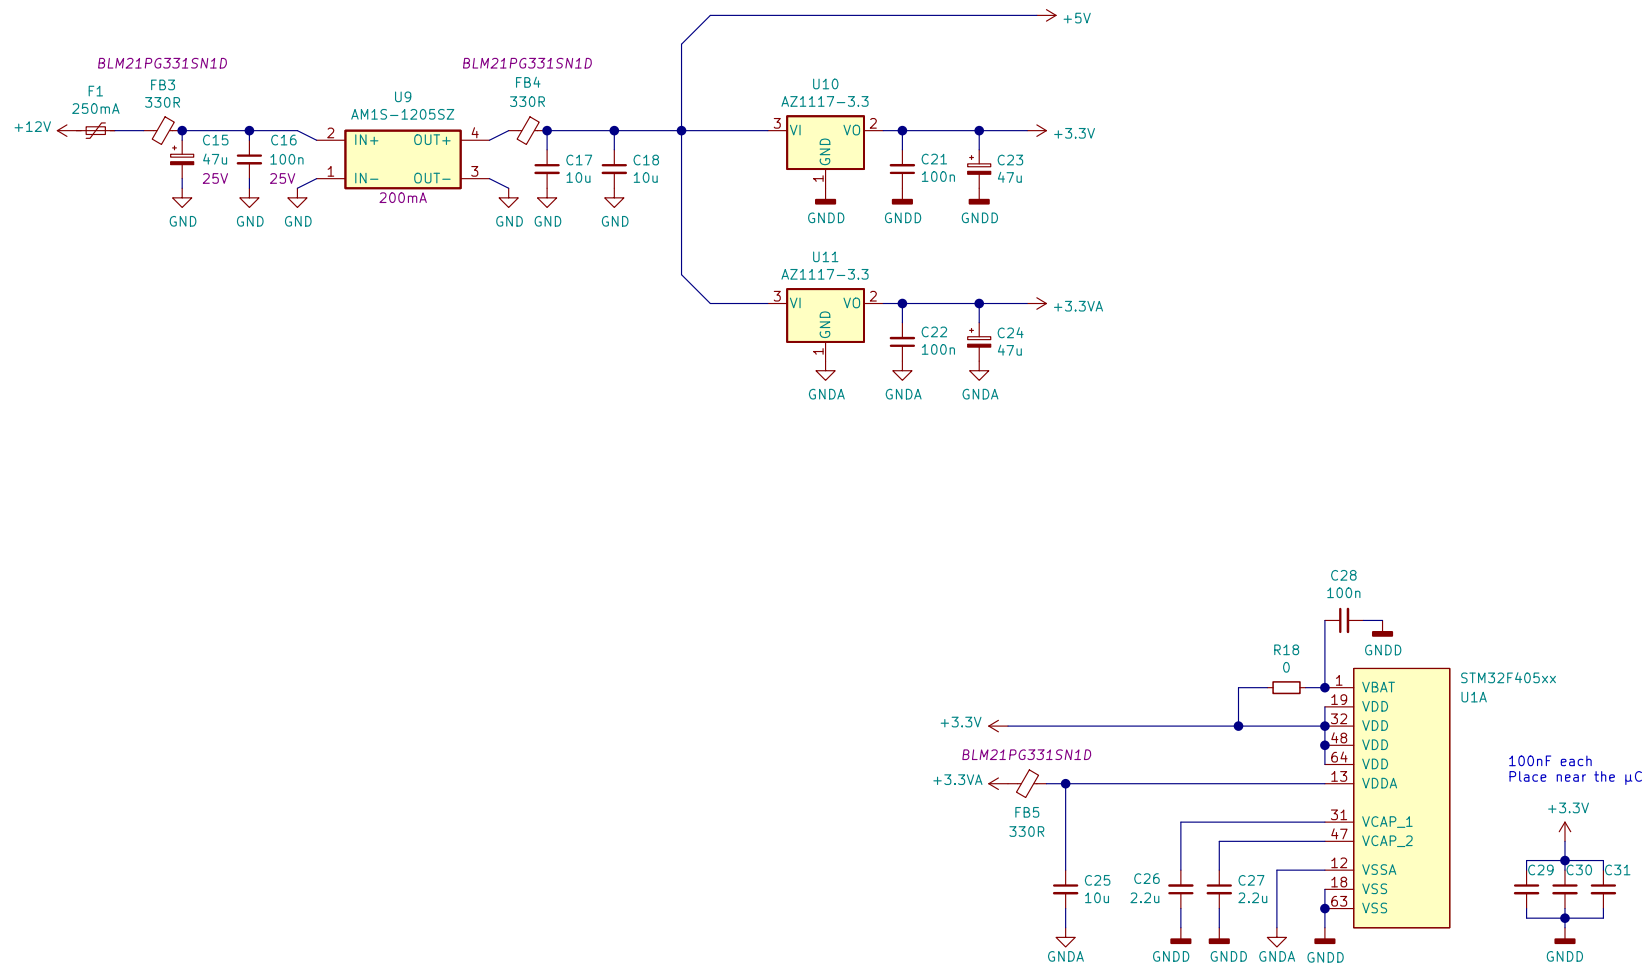 +5V
BLM21PG331SN1D
FB3
330R
F1
250mA
+12V
C15
47u
25V
C16
100n
25V
GND
GND
GND
U9
AM1S-1205SZ
2
IN+
OUT+
4
1
IN-
OUT-
3
200mA
BLM21PG331SN1D
FB4
330R
C17
10u
C18
10u
GND
GND
GND
U10
AZ1117-3.3
3
VI
VO
2
GND
1
GNDD
C21
100n
C23
47u
+3.3V
GNDD
GNDD
U11
AZ1117-3.3
3
VI
VO
2
GND
1
GNDA
C22
100n
C24
47u
+3.3VA
GNDA
GNDA
C28
100n
GNDD
R18
0
STM32F405xx
U1A
1
VBAT
19
VDD
+3.3V
32
VDD
48
VDD
64
VDD
BLM21PG331SN1D
+3.3VA
13
VDDA
FB5
330R
31
VCAP_1
47
VCAP_2
12
VSSA
18
VSS
63
VSS
C25
10u
C26
2.2u
C27
2.2u
GNDA
GNDD
GNDD
GNDA
GNDD
100nF each
Place near the µC
+3.3V
C29
C30
C31
GNDD